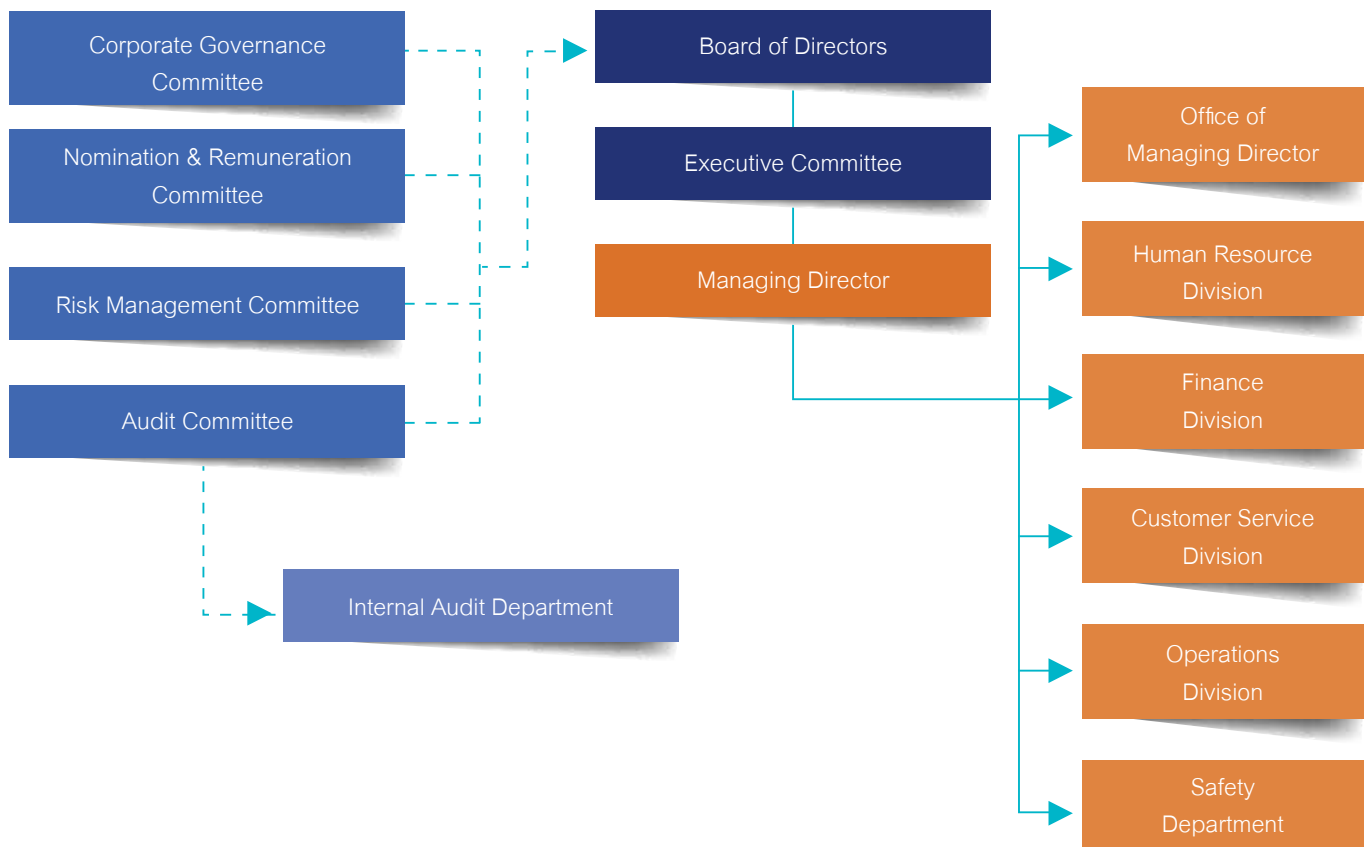 Corporate Governance
Committee
Nomination & Remuneration
Committee
Risk Management Committee
Audit Committee
Internal Audit Department
Board of Directors
Executive Committee
Managing Director
Office of
Managing Director
Human Resource
Division
Finance
Division
Customer Service
Division
Operations
Division
Safety
Department